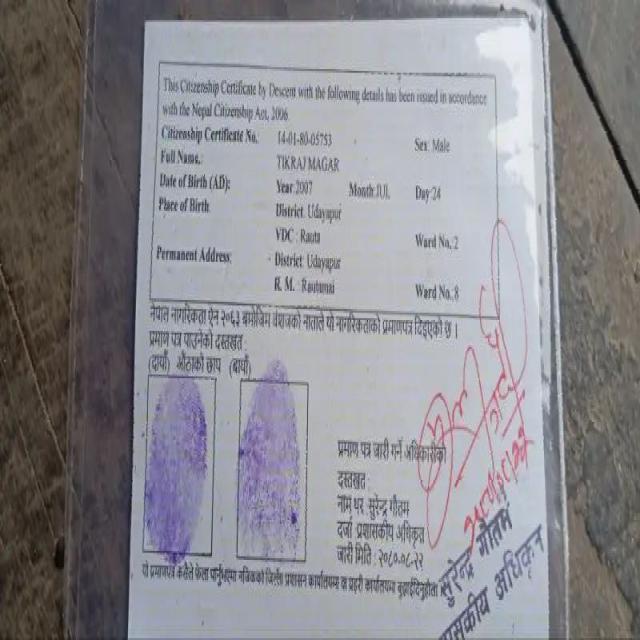 This Citizenship Certificate by Descent with the following details has been issued in accordance
with the Nepal Citizenship Act, 2006
Citizenship Certificate No. 14-01-80-05753 Sex: Male
Full Name.: TIKRAJ MAGAR
Date of Birth (AD): Year:2007 Month:JUL Day:24
Place of Birth District: Udayapur
VDC : Rauta Ward No.:2
Permanent Address: District: Udayapur
R. M. : Rautamai Ward No.:8
नेपाल नागरिकता ऐन २०६३ बमोजिम वंशजको नाताले यो नागरिकताको प्रमाणपत्र दिइएको छ ।
प्रमाण पत्र पाउनेको दस्तखत :
(दायाँ) औंठाको छाप (बायाँ)
प्रमाण पत्र जारी गर्ने अधिकारीको
दस्तखत :
नाम थर: सुरेन्द्र गौतम
दर्जा: प्रशासकीय अधिकृत
जारी मिति : २०८०-०८-२२
यो प्रमाणपत्र कसैले फेला पारेमा नजिकको जिल्ला प्रशासन कार्यालयमा वा प्रहरी कार्यालयमा बुझाइदिनुहोला
सुरेन्द्र गौतम
अधिकृत